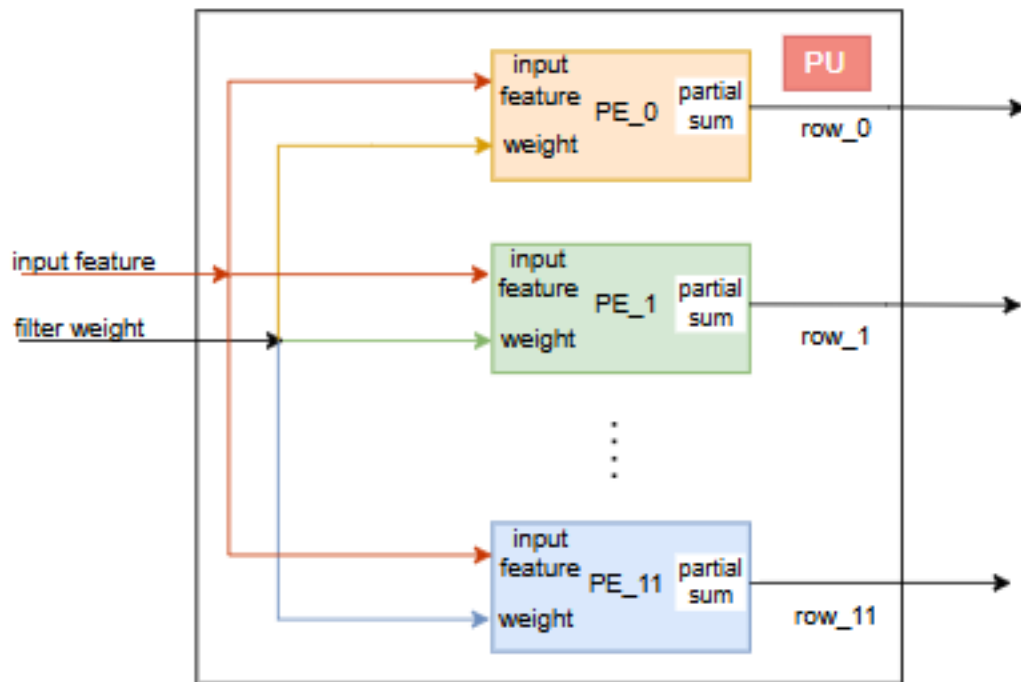 PU
input
feature
weight
PE_0
partial
sum
row_0
input feature
filter weight
input
feature
weight
PE_1
partial
sum
row_1
input
feature
weight
PE_11
partial
sum
row_11